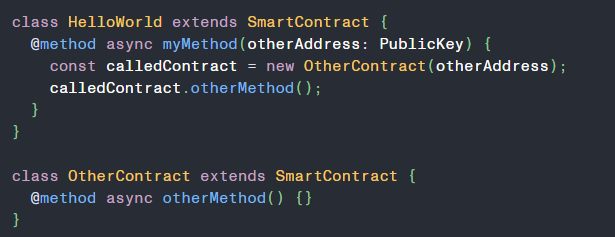 class HelloWorld extends SmartContract {
  @method async myMethod(otherAddress: PublicKey) {
    const calledContract = new OtherContract(otherAddress);
    calledContract.otherMethod();
  }
}

class OtherContract extends SmartContract {
  @method async otherMethod() {}
}